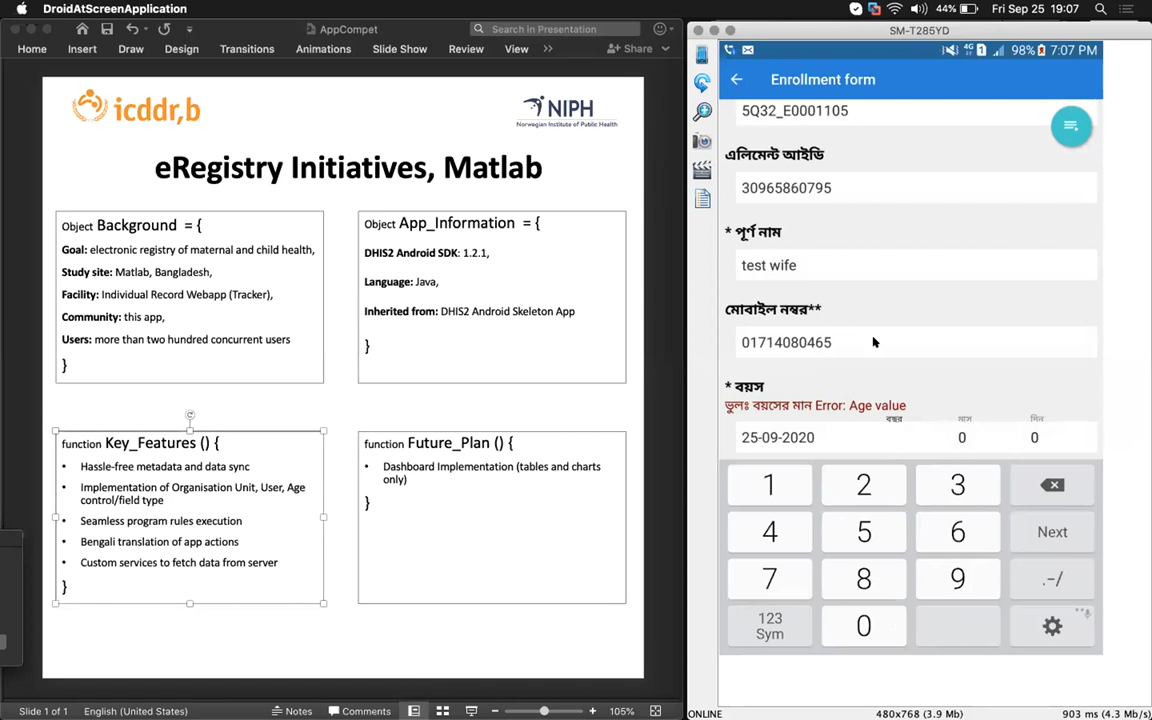 DroidAtScreenApplication
44% Fri Sep 25 19:07
AppCompet
Search in Presentation
Home Insert Draw Design Transitions Animations Slide Show Review View Share
icddr,b
NIPH
Norwegian Institute of Public Health
eRegistry Initiatives, Matlab
Object Background = {
Goal: electronic registry of maternal and child health,
Study site: Matlab, Bangladesh,
Facility: Individual Record Webapp (Tracker),
Community: this app,
Users: more than two hundred concurrent users
}
Object App_Information = {
DHIS2 Android SDK: 1.2.1,
Language: Java,
Inherited from: DHIS2 Android Skeleton App
}
function Key_Features () {
• Hassle-free metadata and data sync
• Implementation of Organisation Unit, User, Age
control/field type
• Seamless program rules execution
• Bengali translation of app actions
• Custom services to fetch data from server
}
function Future_Plan () {
• Dashboard Implementation (tables and charts
only)
}
Slide 1 of 1 English (United States) Notes Comments 105%
SM-T285YD
4G 1 98% 7:07 PM
Enrollment form
5Q32_E0001105
এলিমেন্ট আইডি
30965860795
* পূর্ণ নাম
test wife
মোবাইল নম্বর**
01714080465
* বয়স
ভুলঃ বয়সের মান Error: Age value
বছর মাস দিন
25-09-2020 0 0
1 2 3
4 5 6 Next
7 8 9 .-/
123
Sym 0
ONLINE 480x768 (3.9 Mb) 903 ms (4.3 Mb/s)